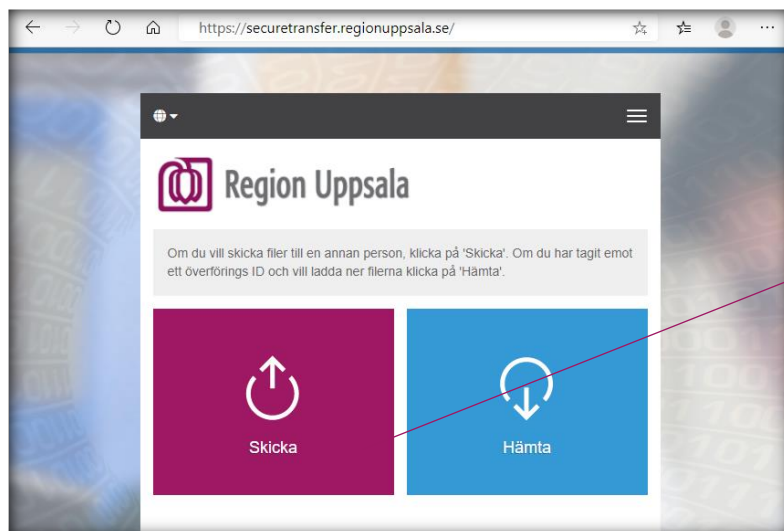 https://securetransfer.regionuppsala.se/
Region Uppsala
Om du vill skicka filer till en annan person, klicka på 'Skicka'. Om du har tagit emot
ett överförings ID och vill ladda ner filerna klicka på 'Hämta'.
Skicka
Hämta